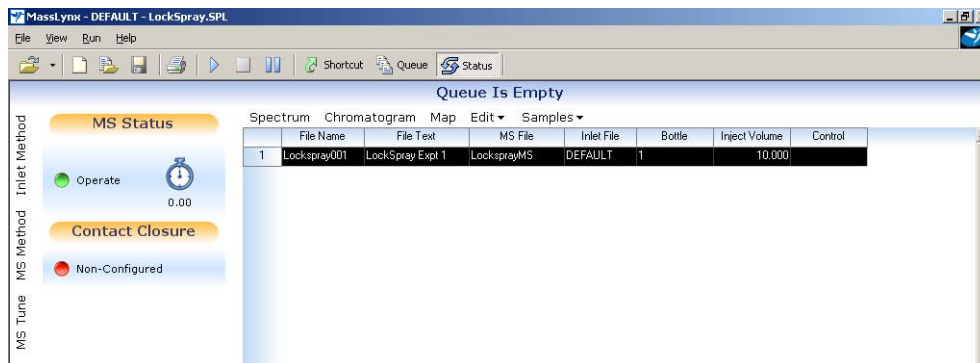 MassLynx - DEFAULT - LockSpray.SPL
File View Run Help
Shortcut Queue Status
Queue Is Empty
Inlet Method
MS Method
MS Tune
MS Status
Operate
0.00
Contact Closure
Non-Configured
Spectrum Chromatogram Map Edit Samples
File Name File Text MS File Inlet File Bottle Inject Volume Control
1 Lockspray001 LockSpray Expt 1 LocksprayMS DEFAULT 1 10.000